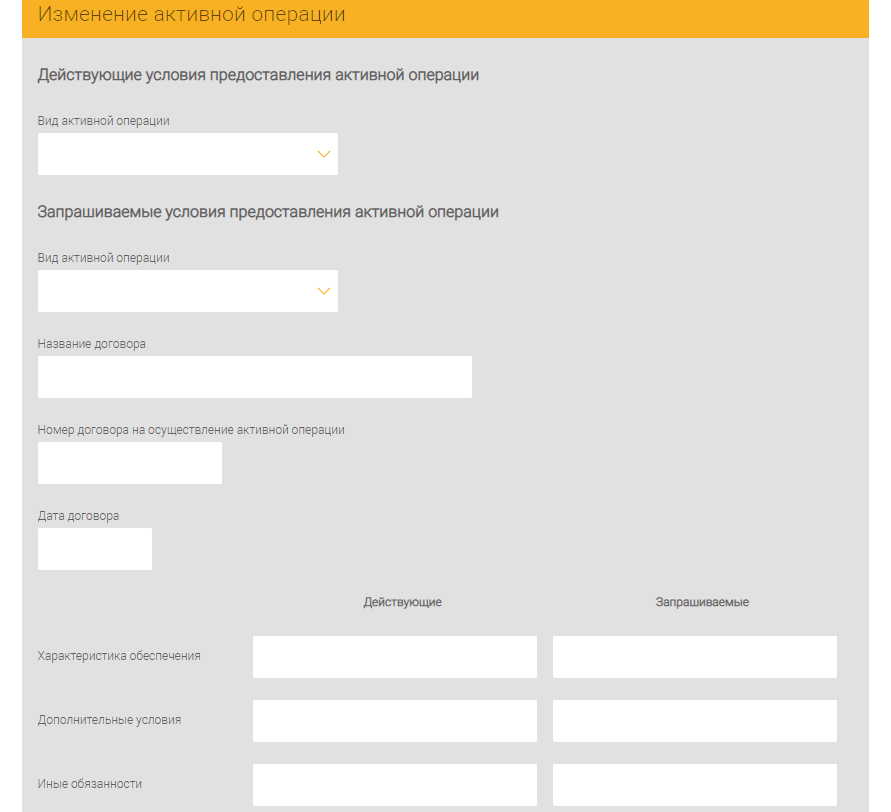 Изменение активной операции
Действующие условия предоставления активной операции
Вид активной операции
Запрашиваемые условия предоставления активной операции
Вид активной операции
Название договора
Номер договора на осуществление активной операции
Дата договора
Действующие Запрашиваемые
Характеристика обеспечения
Дополнительные условия
Иные обязанности